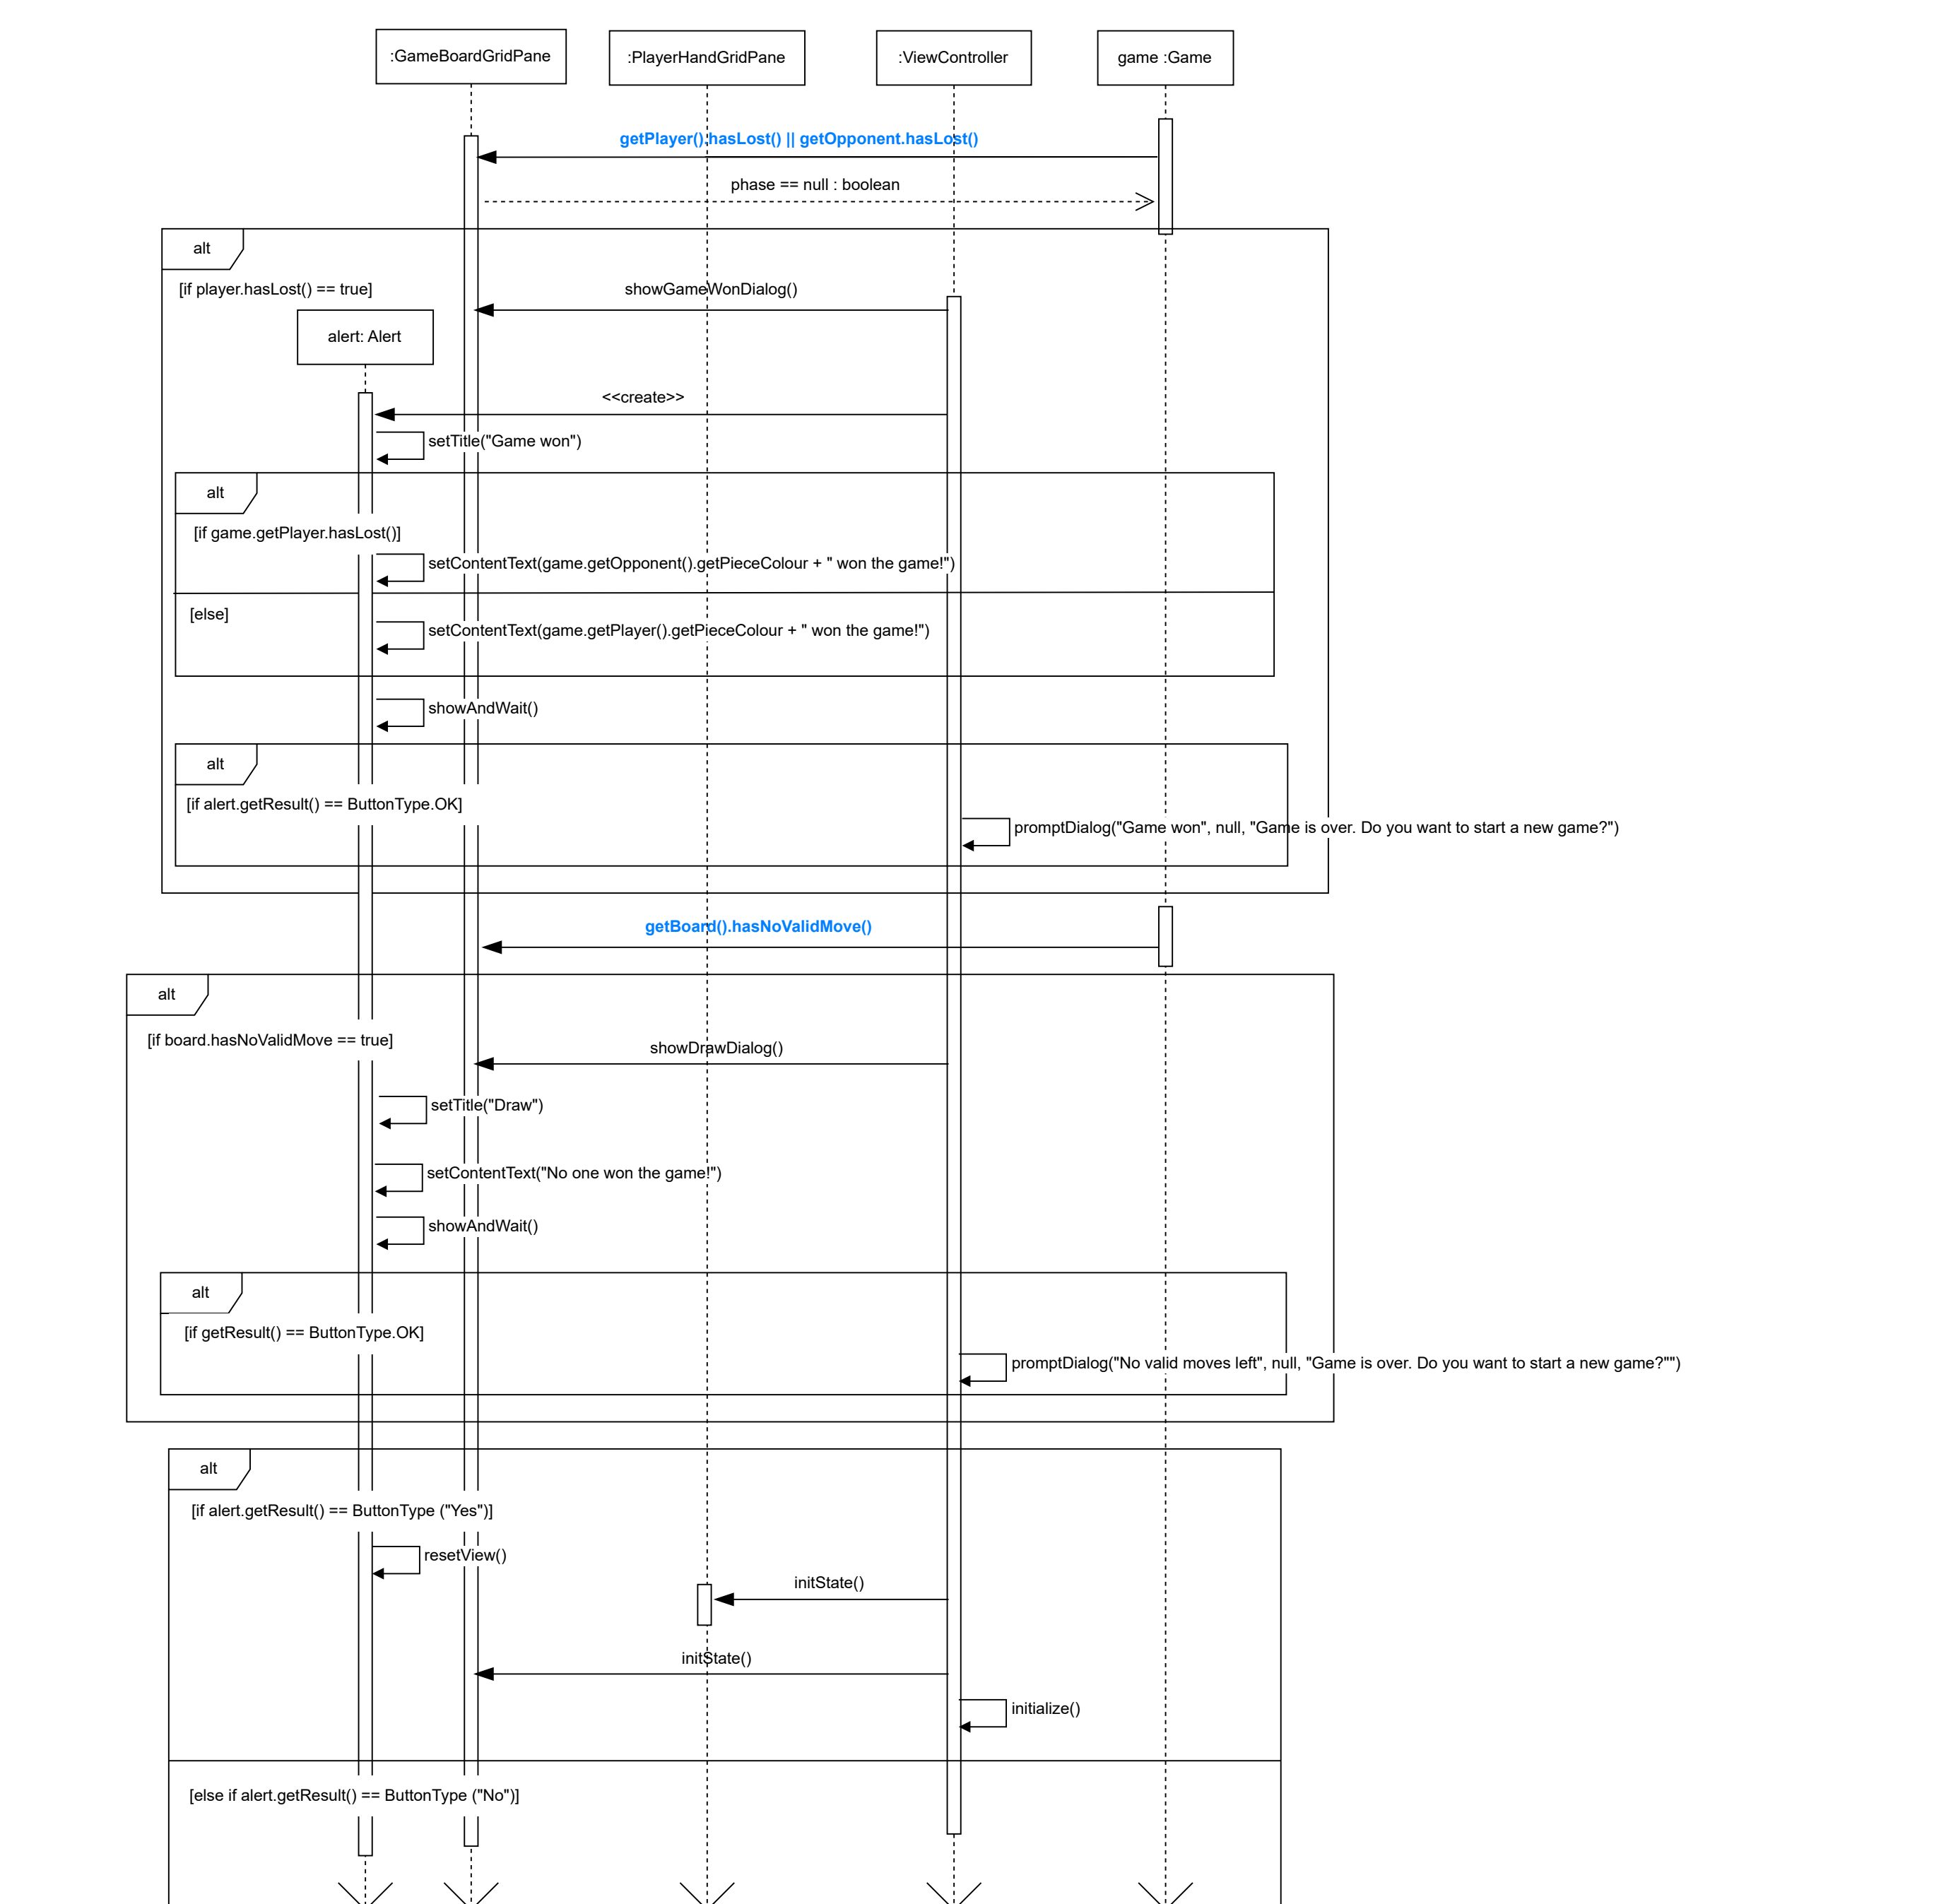 :GameBoardGridPane
:PlayerHandGridPane
:ViewController
game :Game
getPlayer().hasLost() || getOpponent.hasLost()
phase == null : boolean
alt
[if player.hasLost() == true]
showGameWonDialog()
alert: Alert
<<create>>
setTitle("Game won")
alt
[if game.getPlayer.hasLost()]
setContentText(game.getOpponent().getPieceColour + " won the game!")
[else]
setContentText(game.getPlayer().getPieceColour + " won the game!")
showAndWait()
alt
[if alert.getResult() == ButtonType.OK]
promptDialog("Game won", null, "Game is over. Do you want to start a new game?")
getBoard().hasNoValidMove()
alt
[if board.hasNoValidMove == true]
showDrawDialog()
setTitle("Draw")
setContentText("No one won the game!")
showAndWait()
alt
[if getResult() == ButtonType.OK]
promptDialog("No valid moves left", null, "Game is over. Do you want to start a new game?"")
alt
[if alert.getResult() == ButtonType ("Yes")]
resetView()
initState()
initState()
initialize()
[else if alert.getResult() == ButtonType ("No")]